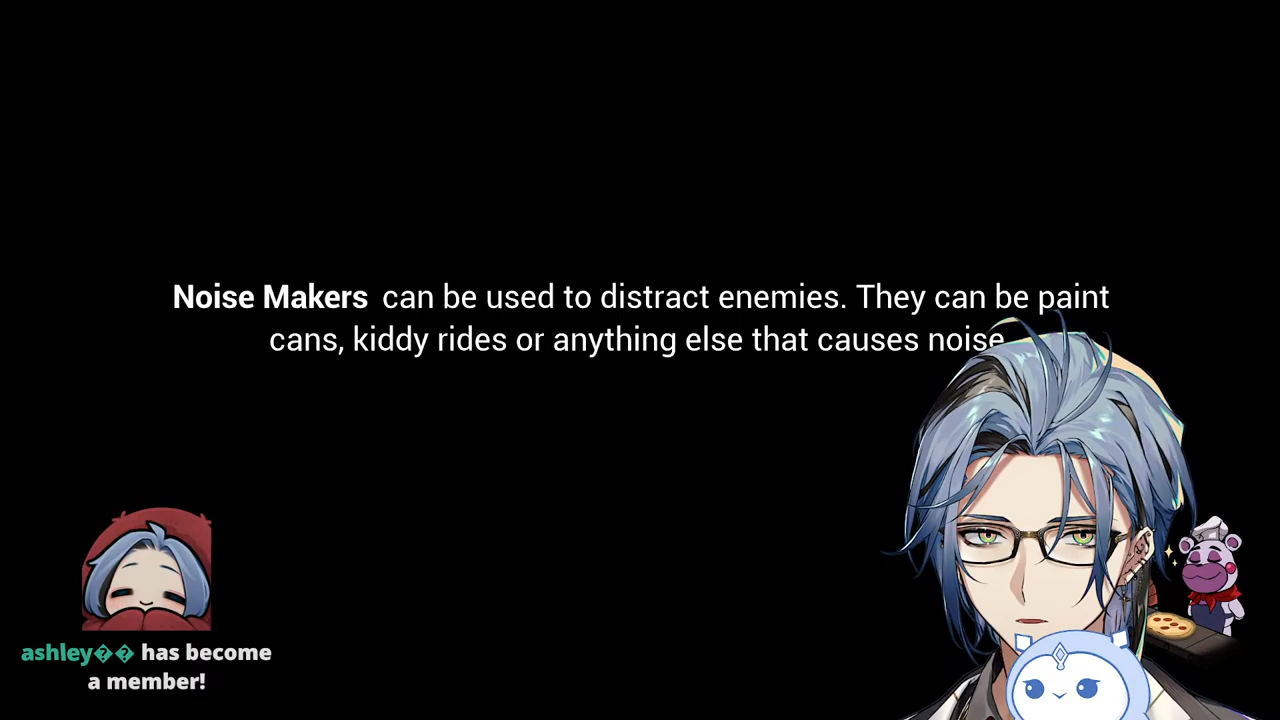 Noise Makers can be used to distract enemies. They can be paint
cans, kiddy rides or anything else that causes noise
ashley�� has become
a member!